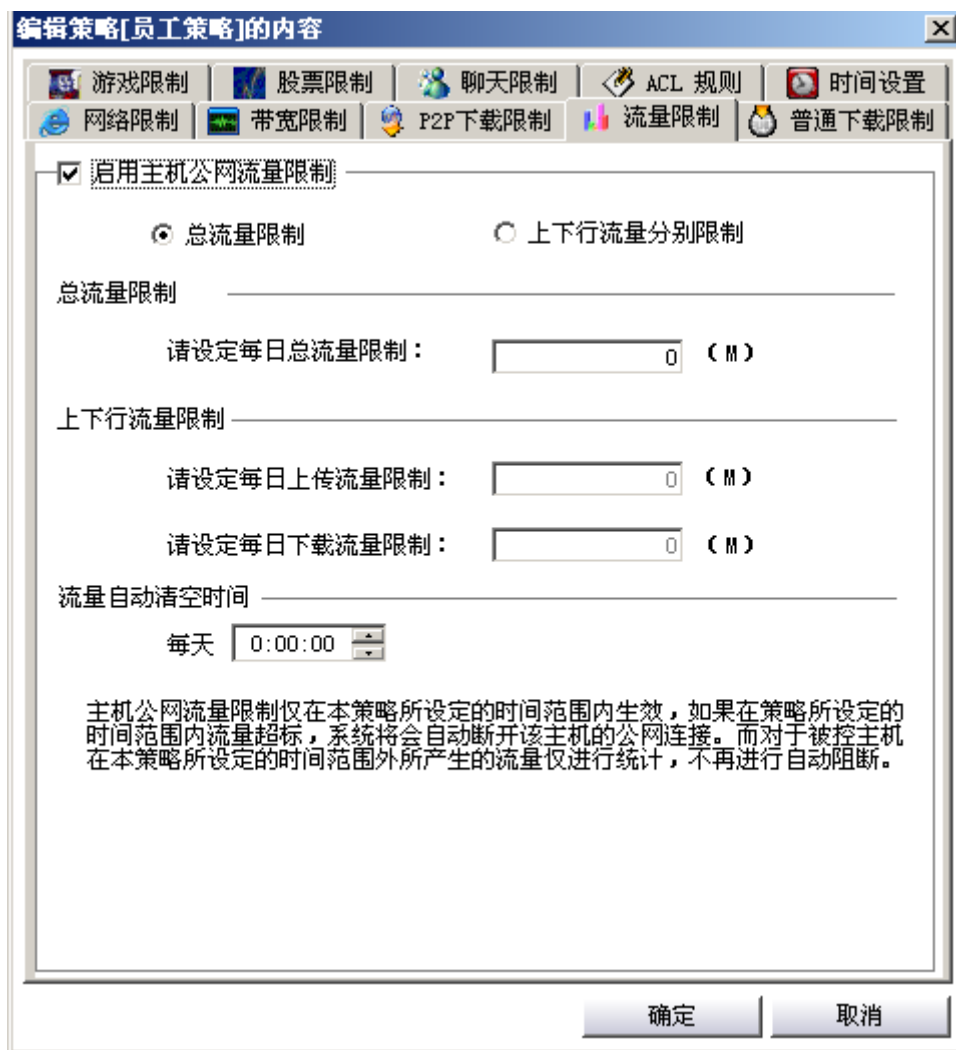 编辑策略[员工策略]的内容
游戏限制 股票限制 聊天限制 ACL 规则 时间设置
网络限制 带宽限制 P2P下载限制 流量限制 普通下载限制
启用主机公网流量限制
总流量限制 上下行流量分别限制
总流量限制
请设定每日总流量限制： 0 (M)
上下行流量限制
请设定每日上传流量限制： 0 (M)
请设定每日下载流量限制： 0 (M)
流量自动清空时间
每天 0:00:00
主机公网流量限制仅在本策略所设定的时间范围内生效，如果在策略所设定的
时间范围内流量超标，系统将会自动断开该主机的公网连接。而对于被控主机
在本策略所设定的时间范围外所产生的流量仅进行统计，不再进行自动阻断。
确定 取消